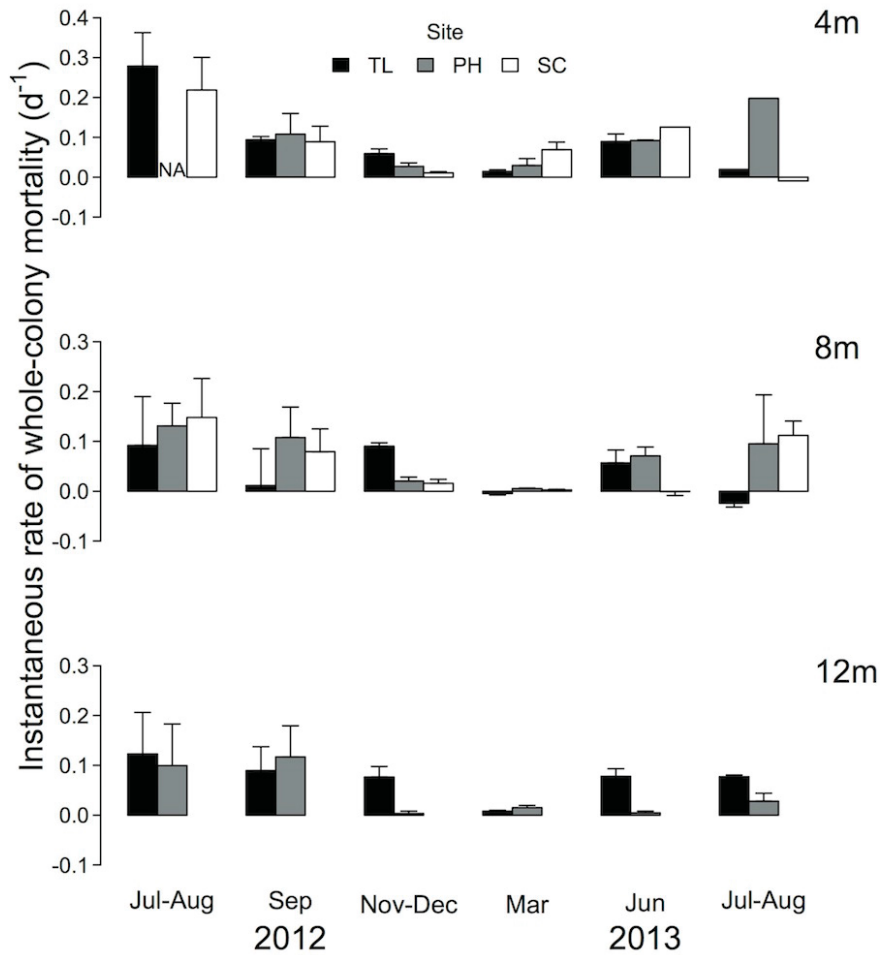 Instantaneous rate of whole-colony mortality (d⁻¹)
Site
TL PH SC
4m
0.4
0.3
0.2
0.1
0.0
-0.1
NA
8m
0.3
0.2
0.1
0.0
-0.1
12m
0.3
0.2
0.1
0.0
-0.1
Jul-Aug Sep Nov-Dec Mar Jun Jul-Aug
2012 2013